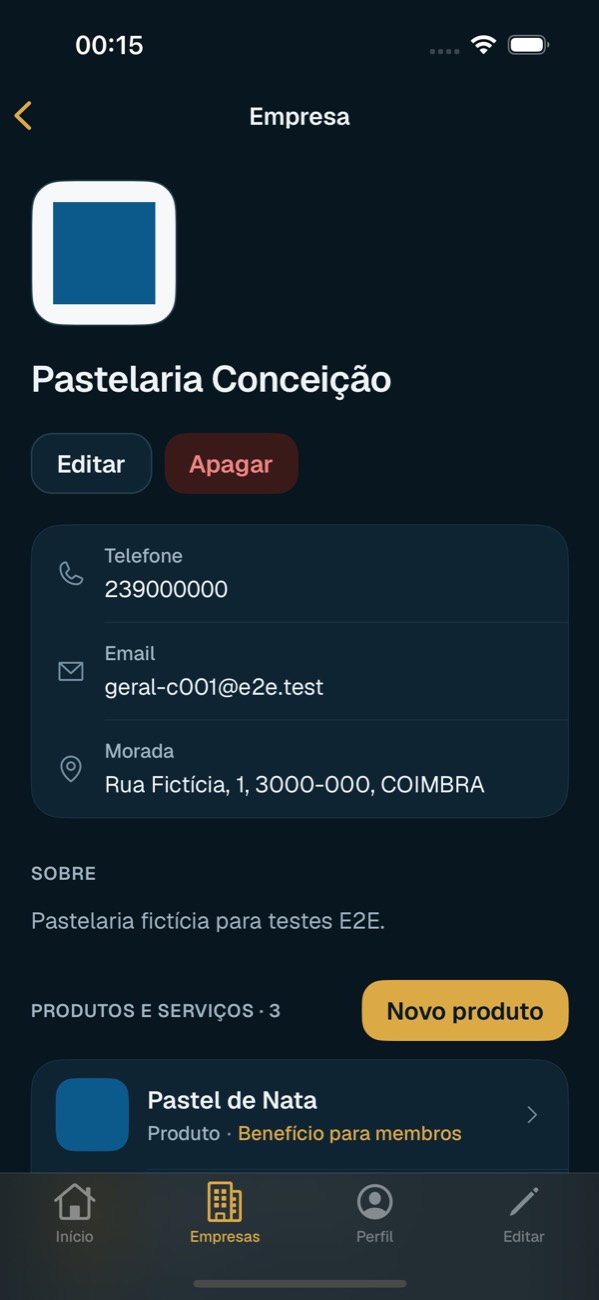 00:15
Empresa
Pastelaria Conceição
Editar
Apagar
Telefone
239000000
Email
geral-c001@e2e.test
Morada
Rua Fictícia, 1, 3000-000, COIMBRA
SOBRE
Pastelaria fictícia para testes E2E.
PRODUTOS E SERVIÇOS · 3
Novo produto
Pastel de Nata
Produto · Benefício para membros
Início
Empresas
Perfil
Editar